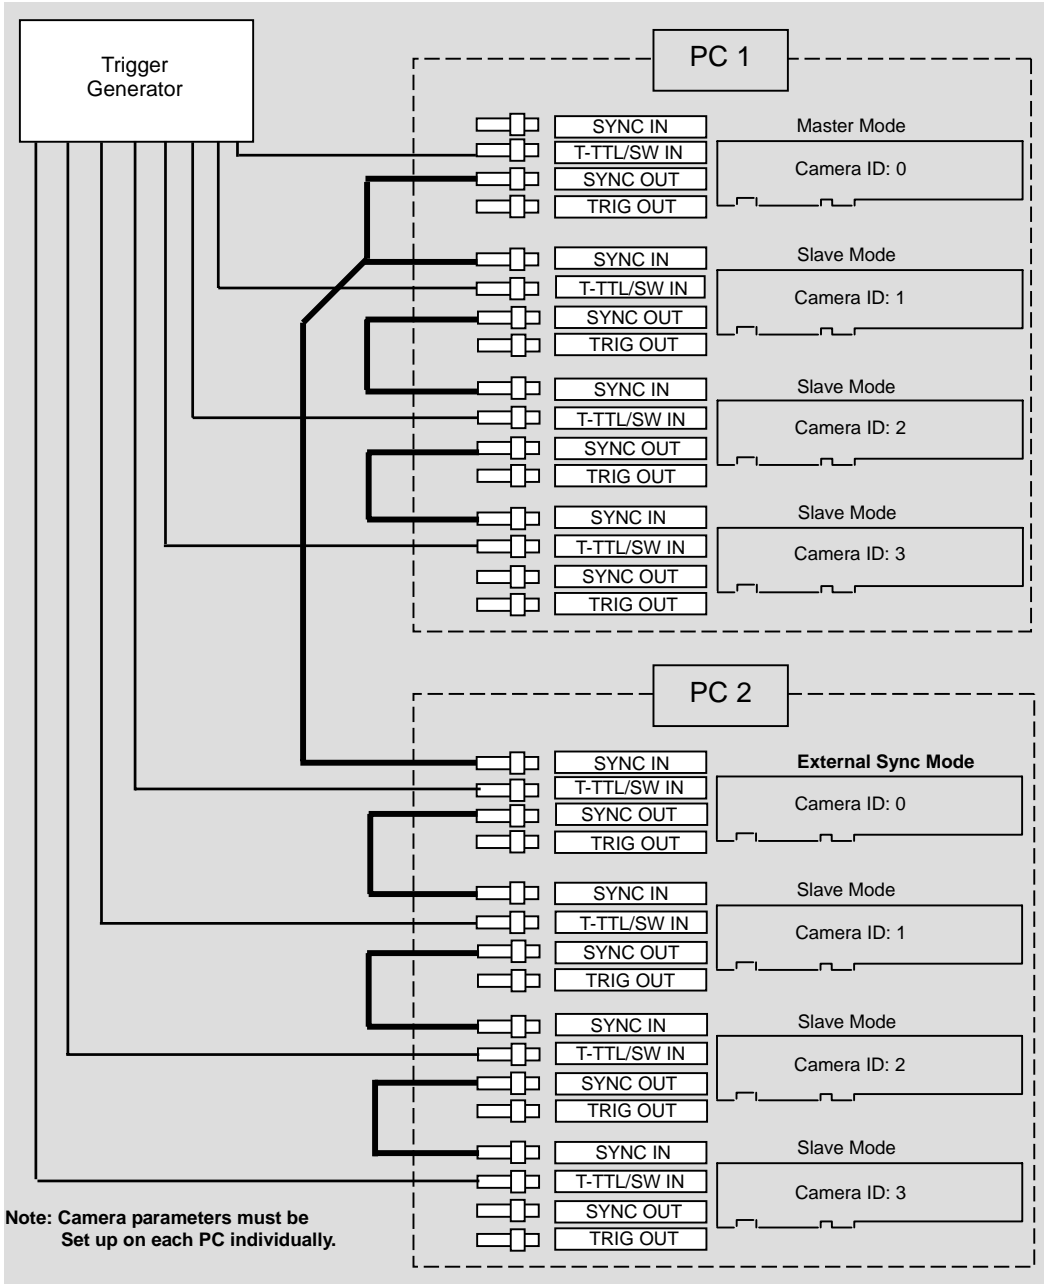 Trigger
Generator
PC 1
SYNC IN
T-TTL/SW IN
SYNC OUT
TRIG OUT
Master Mode
Camera ID: 0
SYNC IN
T-TTL/SW IN
SYNC OUT
TRIG OUT
Slave Mode
Camera ID: 1
SYNC IN
T-TTL/SW IN
SYNC OUT
TRIG OUT
Slave Mode
Camera ID: 2
SYNC IN
T-TTL/SW IN
SYNC OUT
TRIG OUT
Slave Mode
Camera ID: 3
PC 2
SYNC IN
T-TTL/SW IN
SYNC OUT
TRIG OUT
External Sync Mode
Camera ID: 0
SYNC IN
T-TTL/SW IN
SYNC OUT
TRIG OUT
Slave Mode
Camera ID: 1
SYNC IN
T-TTL/SW IN
SYNC OUT
TRIG OUT
Slave Mode
Camera ID: 2
SYNC IN
T-TTL/SW IN
SYNC OUT
TRIG OUT
Slave Mode
Camera ID: 3
Note: Camera parameters must be
Set up on each PC individually.